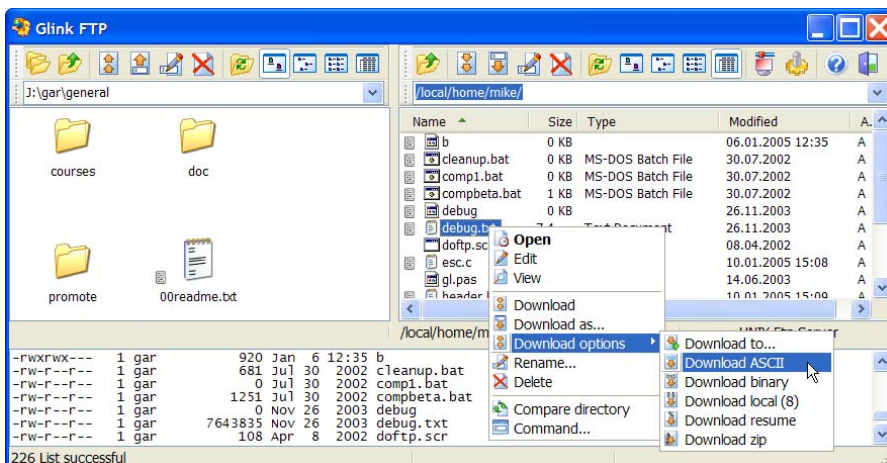 Glink FTP
J:\gar\general
/local/home/mike/
courses
doc
promote
00readme.txt
Name Size Type Modified A.
b 0 KB 06.01.2005 12:35 A
cleanup.bat 0 KB MS-DOS Batch File 30.07.2002 A
comp1.bat 0 KB MS-DOS Batch File 30.07.2002 A
compbeta.bat 1 KB MS-DOS Batch File 30.07.2002 A
debug 0 KB 26.11.2003 A
26.11.2003 A
doftp.sc 08.04.2002 A
esc.c 10.01.2005 15:08 A
gl.pas 14.06.2003 A
header 10.01.2005 15:09 A
Open
Edit
View
Download
Download as...
Download options
Rename...
Delete
Compare directory
Command...
Download to...
Download ASCII
Download binary
Download local (8)
Download resume
Download zip
/local/home/m
-rwxrwx--- 1 gar 920 Jan 6 12:35 b
-rw-r--r-- 1 gar 681 Jul 30 2002 cleanup.bat
-rw-r--r-- 1 gar 0 Jul 30 2002 comp1.bat
-rw-r--r-- 1 gar 1251 Jul 30 2002 compbeta.bat
-rw-r--r-- 1 gar 0 Nov 26 2003 debug
-rw-r--r-- 1 gar 7643835 Nov 26 2003 debug.txt
-rw-r--r-- 1 gar 108 Apr 8 2002 doftp.scr
226 List successful